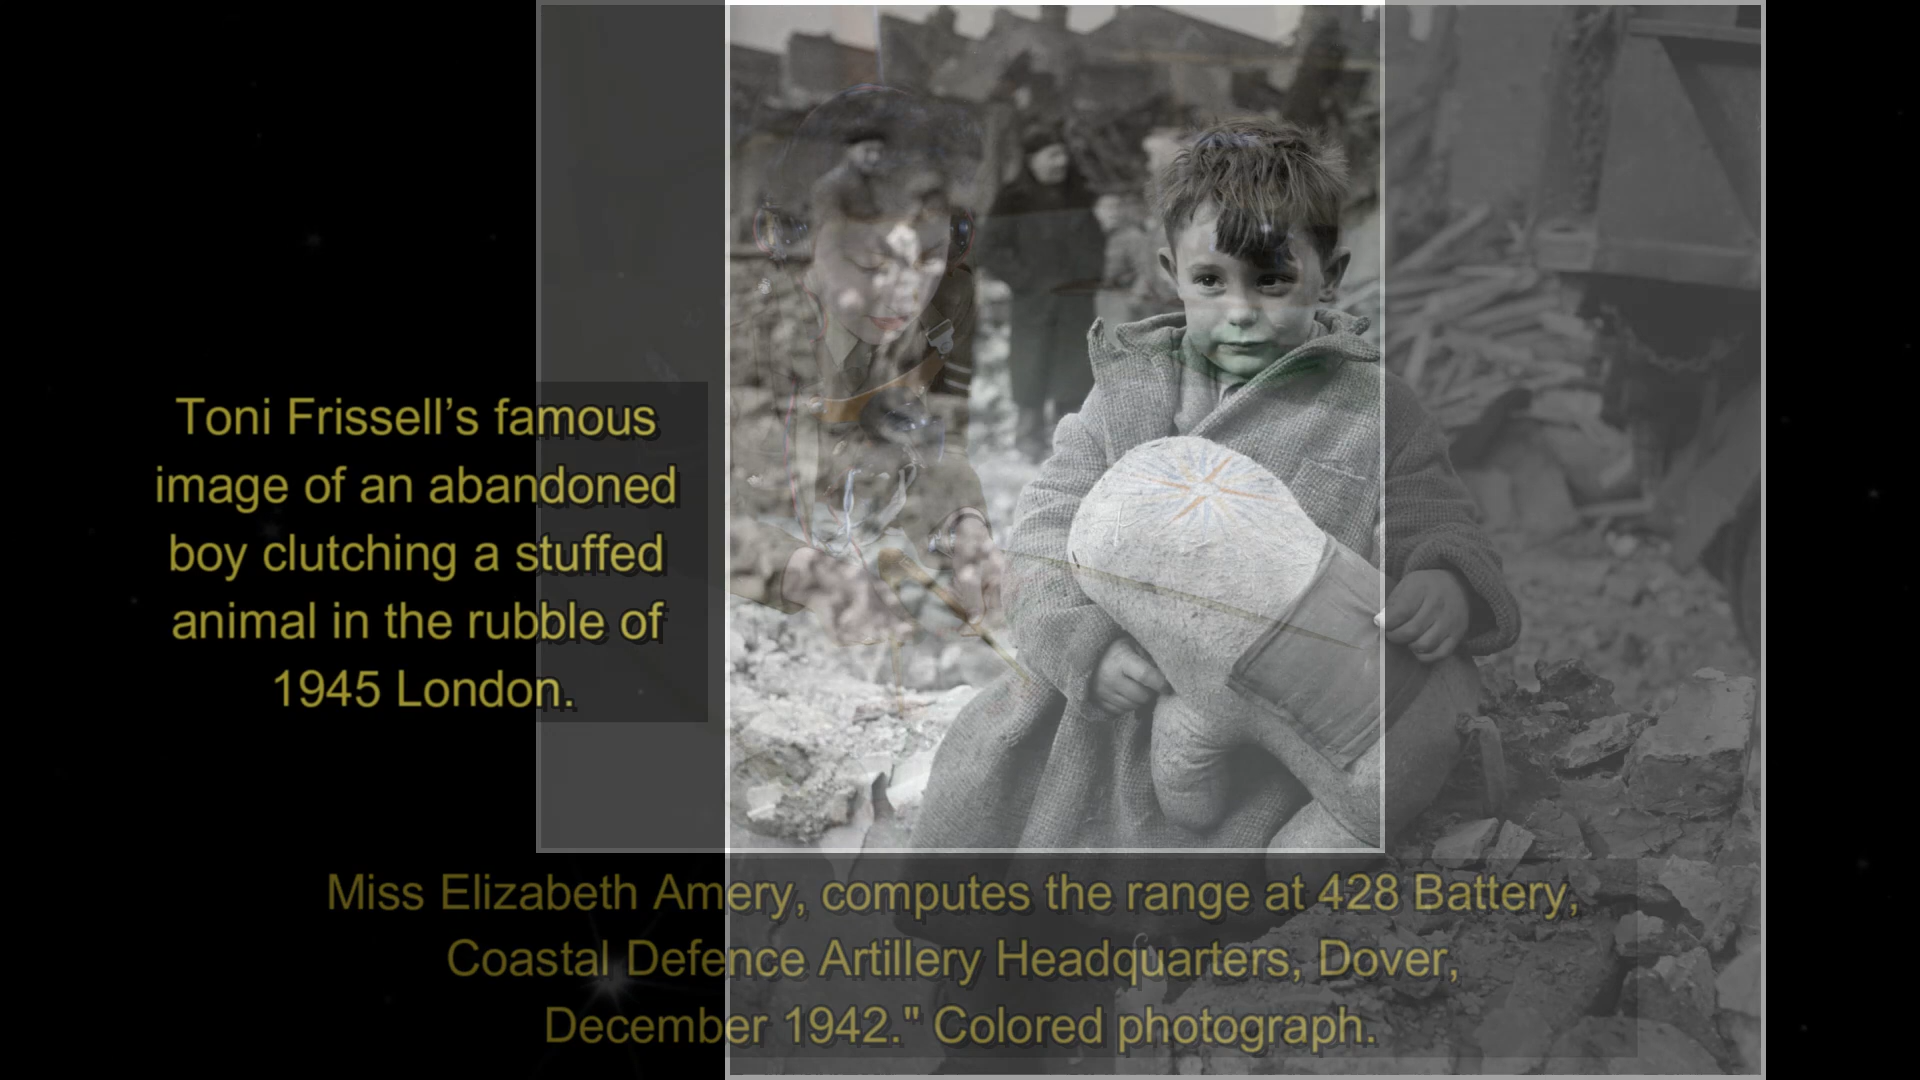 Toni Frissell’s famous
image of an abandoned
boy clutching a stuffed
animal in the rubble of
1945 London.
Miss Elizabeth Amery, computes the range at 428 Battery,
Coastal Defence Artillery Headquarters, Dover,
December 1942." Colored photograph.